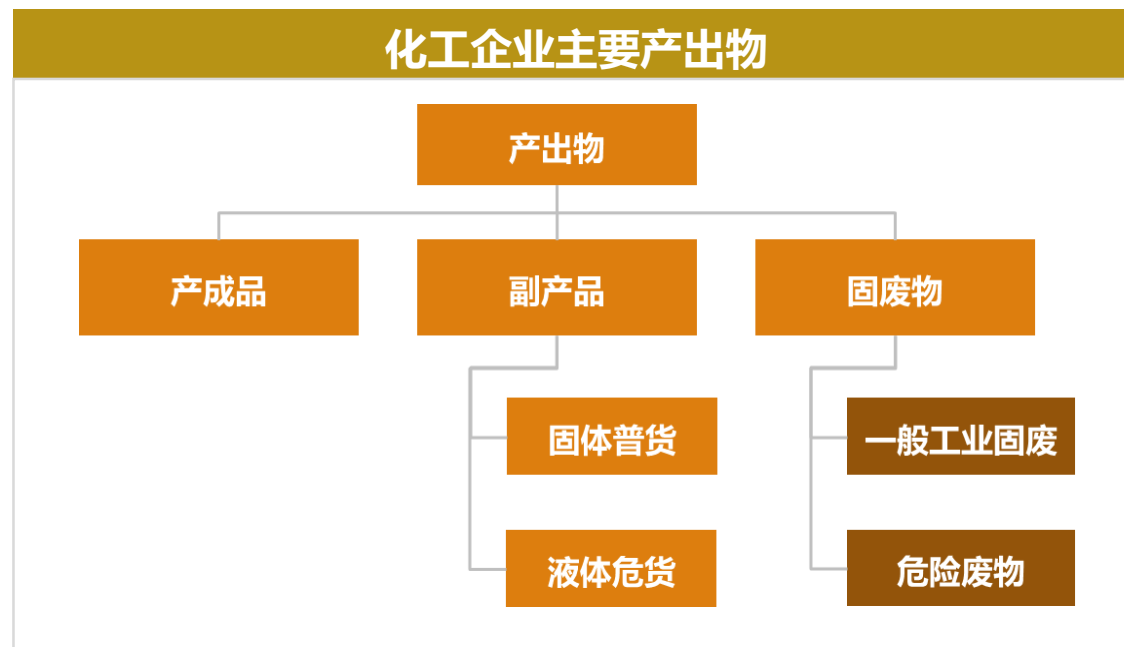 化工企业主要产出物
产出物
产成品
副产品
固废物
固体普货
一般工业固废
液体危货
危险废物